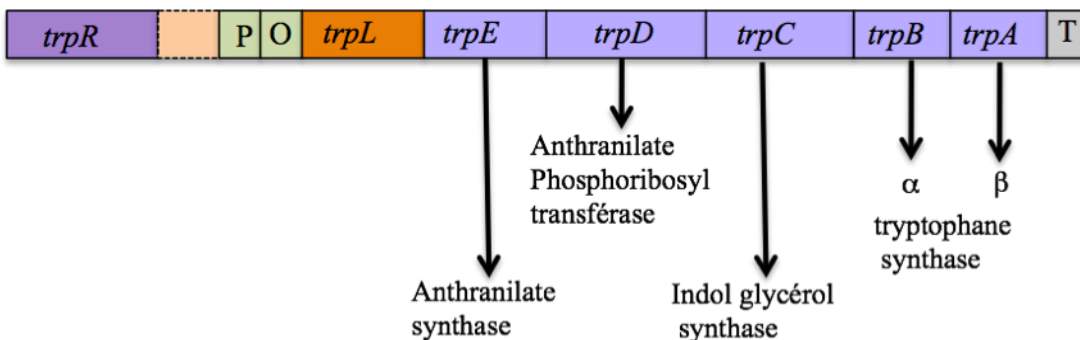 trpR P O trpL trpE trpD trpC trpB trpA T
Anthranilate
Phosphoribosyl
transférase
α β
tryptophane
synthase
Anthranilate
synthase
Indol glycérol
synthase